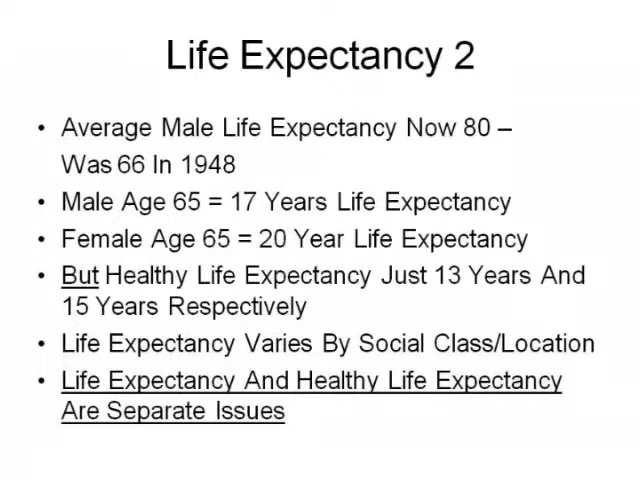 Life Expectancy 2
• Average Male Life Expectancy Now 80 –
Was 66 In 1948
• Male Age 65 = 17 Years Life Expectancy
• Female Age 65 = 20 Year Life Expectancy
• But Healthy Life Expectancy Just 13 Years And
15 Years Respectively
• Life Expectancy Varies By Social Class/Location
• Life Expectancy And Healthy Life Expectancy
Are Separate Issues